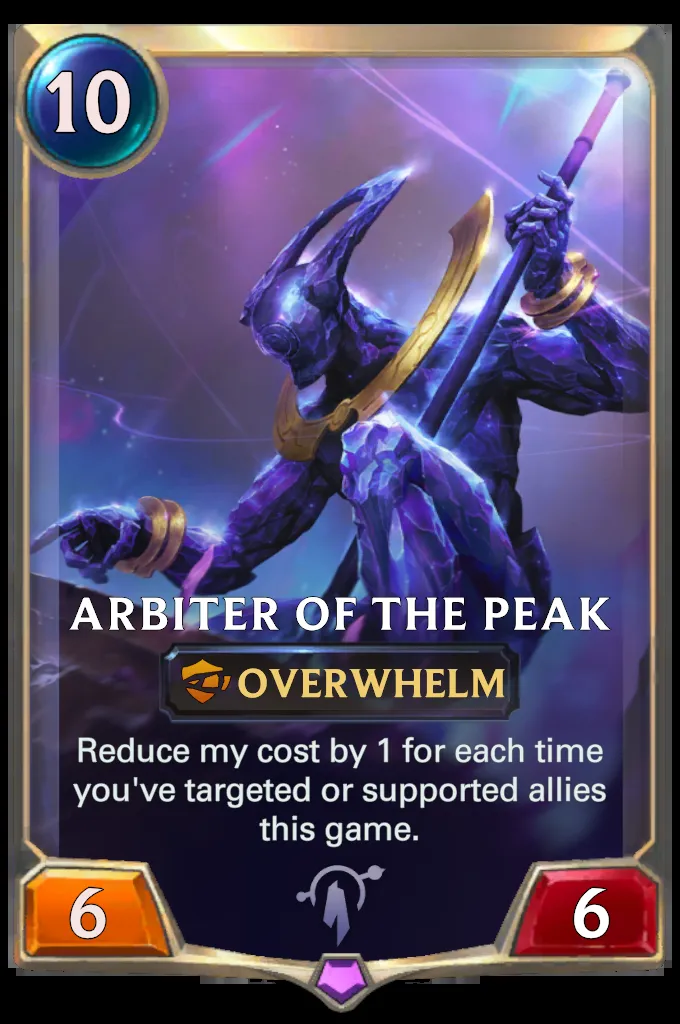 10
ARBITER OF THE PEAK
OVERWHELM
Reduce my cost by 1 for each time
you've targeted or supported allies
this game.
6 6